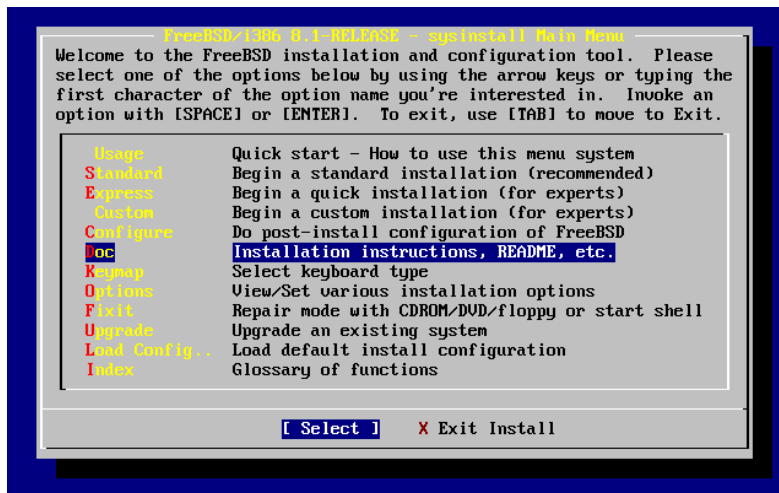 FreeBSD/i386 8.1-RELEASE - sysinstall Main Menu
Welcome to the FreeBSD installation and configuration tool.  Please
select one of the options below by using the arrow keys or typing the
first character of the option name you're interested in.  Invoke an
option with [SPACE] or [ENTER].  To exit, use [TAB] to move to Exit.
Usage Quick start - How to use this menu system
Standard Begin a standard installation (recommended)
Express Begin a quick installation (for experts)
Custom Begin a custom installation (for experts)
Configure Do post-install configuration of FreeBSD
Doc Installation instructions, README, etc.
Keymap Select keyboard type
Options View/Set various installation options
Fixit Repair mode with CDROM/DVD/floppy or start shell
Upgrade Upgrade an existing system
Load Config.. Load default install configuration
Index Glossary of functions
[ Select ] X Exit Install